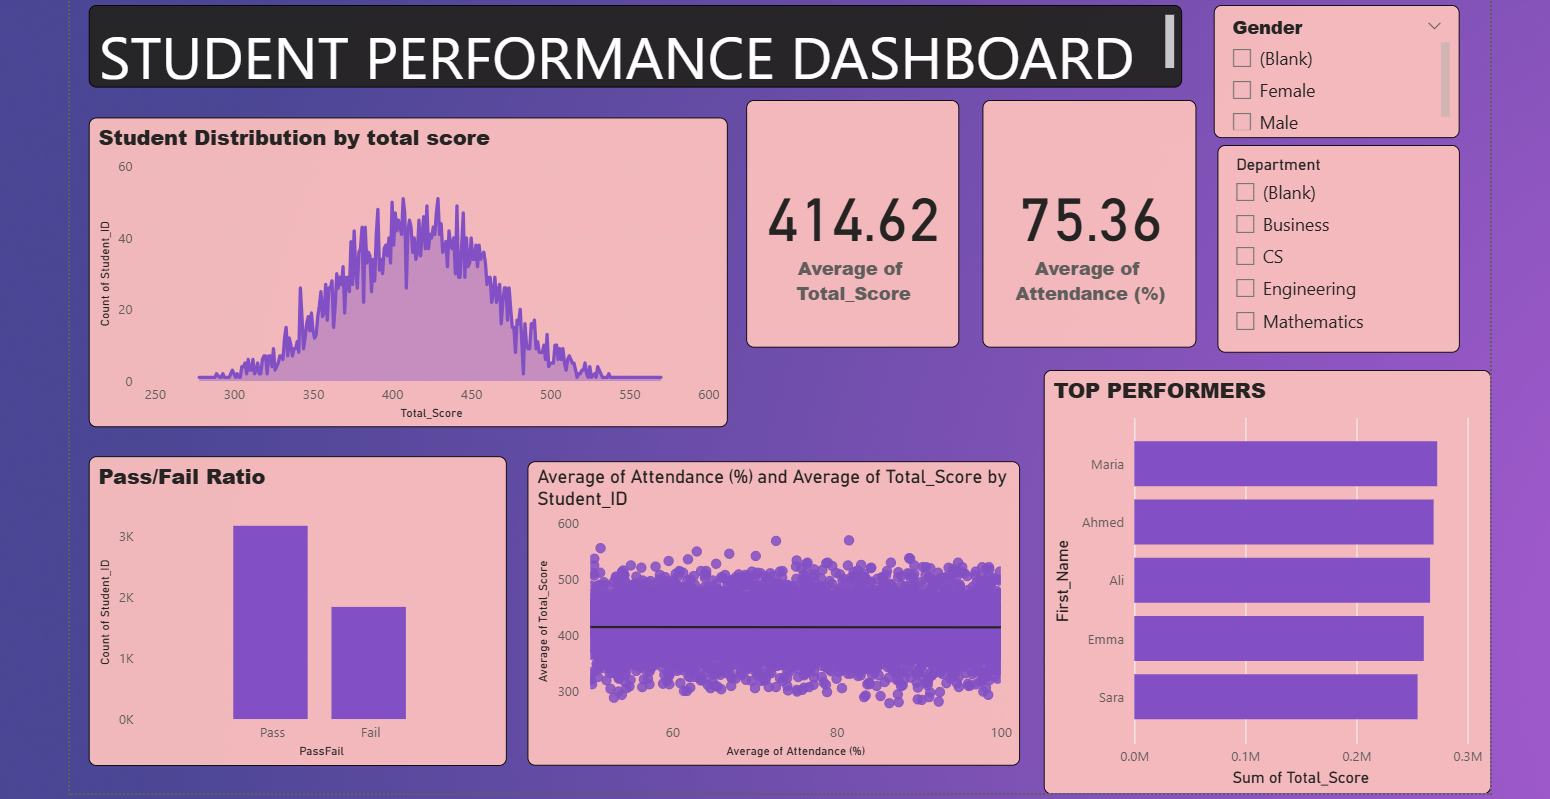 STUDENT PERFORMANCE DASHBOARD
Gender
(Blank)
Female
Male
Student Distribution by total score
60
40
20
0
Count of Student_ID
250 300 350 400 450 500 550 600
Total_Score
414.62
Average of
Total_Score
75.36
Average of
Attendance (%)
Department
(Blank)
Business
CS
Engineering
Mathematics
Pass/Fail Ratio
3K
2K
1K
0K
Count of Student_ID
Pass Fail
PassFail
Average of Attendance (%) and Average of Total_Score by
Student_ID
600
500
400
300
Average of Total_Score
60 80 100
Average of Attendance (%)
TOP PERFORMERS
First_Name
Maria
Ahmed
Ali
Emma
Sara
0.0M 0.1M 0.2M 0.3M
Sum of Total_Score